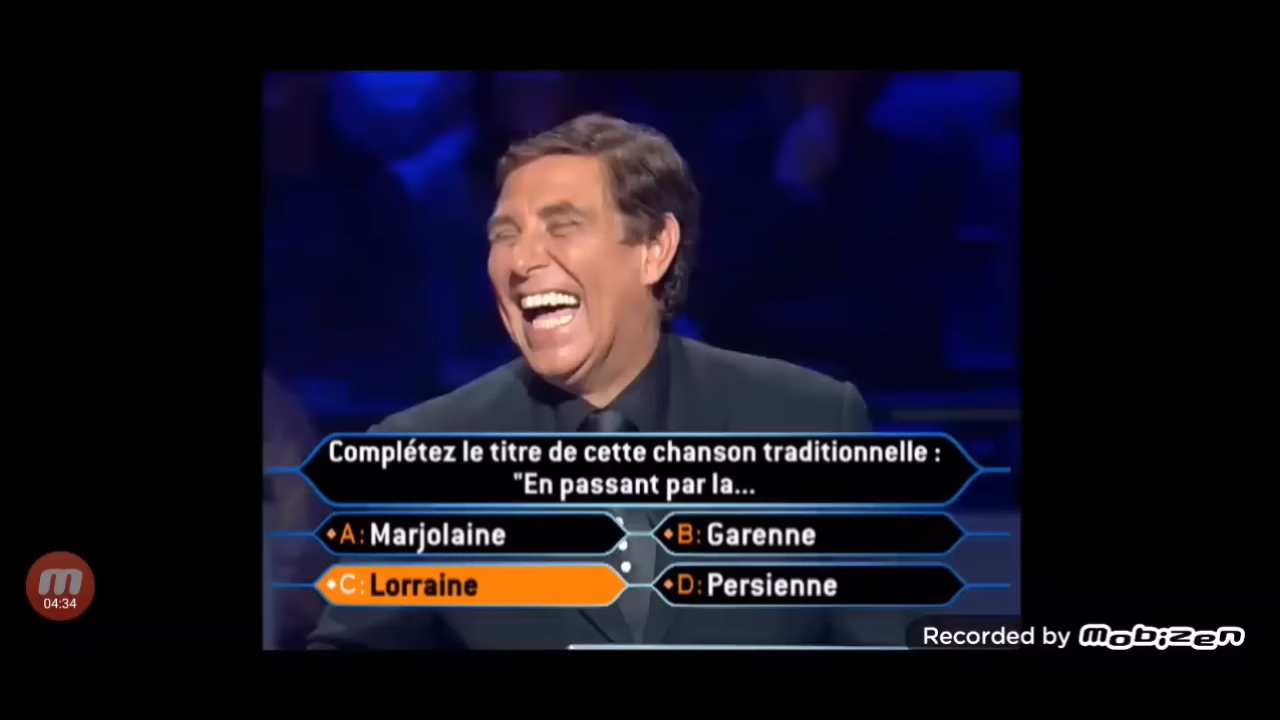 Complétez le titre de cette chanson traditionnelle :
"En passant par la...
A: Marjolaine
B: Garenne
C: Lorraine
D: Persienne
04:34
Recorded by mobizen